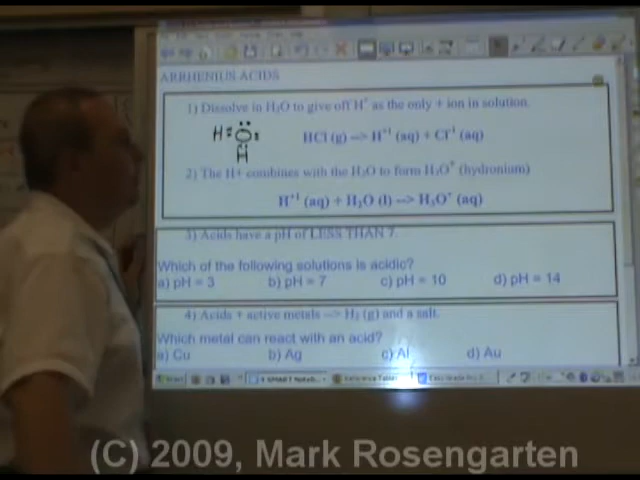 ARRHENIUS ACIDS
1) Dissolve in H₂O to give off H⁺ as the only + ion in solution.
H O
H
HCl (g) --> H⁺¹ (aq) + Cl⁻¹ (aq)
2) The H+ combines with the H₂O to form H₃O⁺ (hydronium)
H⁺¹ (aq) + H₂O (l) --> H₃O⁺ (aq)
3) Acids have a pH of LESS THAN 7.
Which of the following solutions is acidic?
a) pH = 3 b) pH = 7 c) pH = 10 d) pH = 14
4) Acids + active metals --> H₂ (g) and a salt.
Which metal can react with an acid?
a) Cu b) Ag c) Al d) Au
(C) 2009, Mark Rosengarten